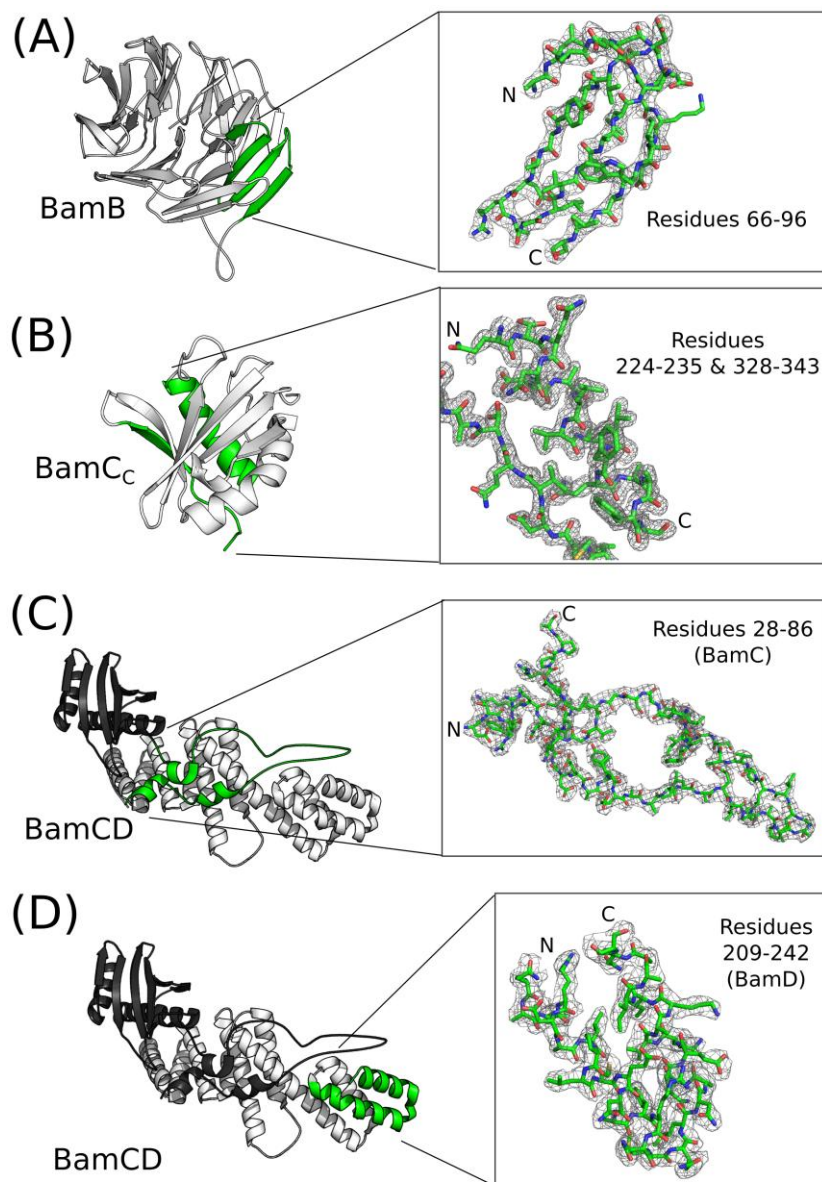 (A)
BamB
N
C
Residues 66-96
(B)
BamCC
N
C
Residues
224-235 & 328-343
(C)
BamCD
N
C
Residues 28-86
(BamC)
(D)
BamCD
N
C
Residues
209-242
(BamD)